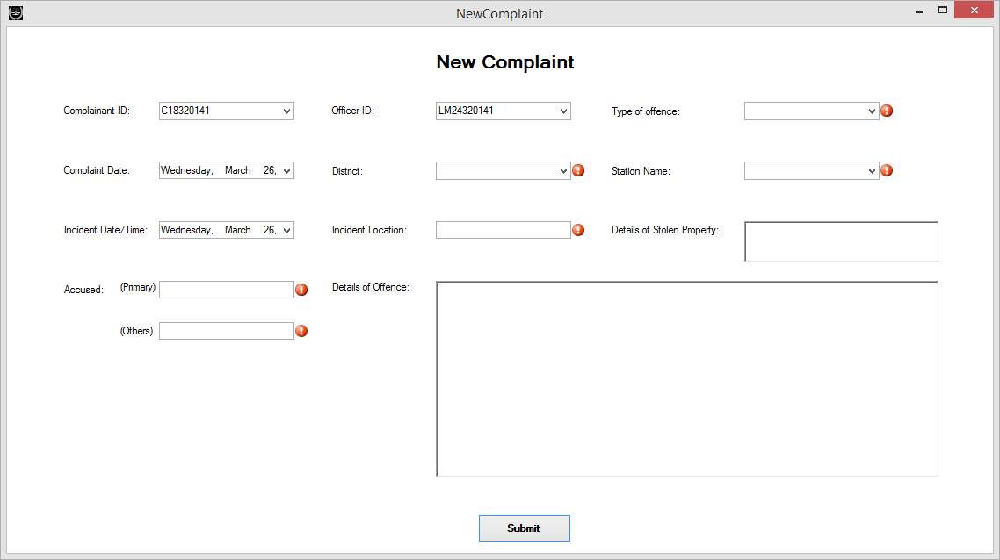 NewComplaint
New Complaint
Complainant ID: C18320141 Officer ID: LM24320141 Type of offence:
Complaint Date: Wednesday, March 26, District: Station Name:
Incident Date/Time: Wednesday, March 26, Incident Location: Details of Stolen Property:
Accused: (Primary) Details of Offence:
(Others)
Submit